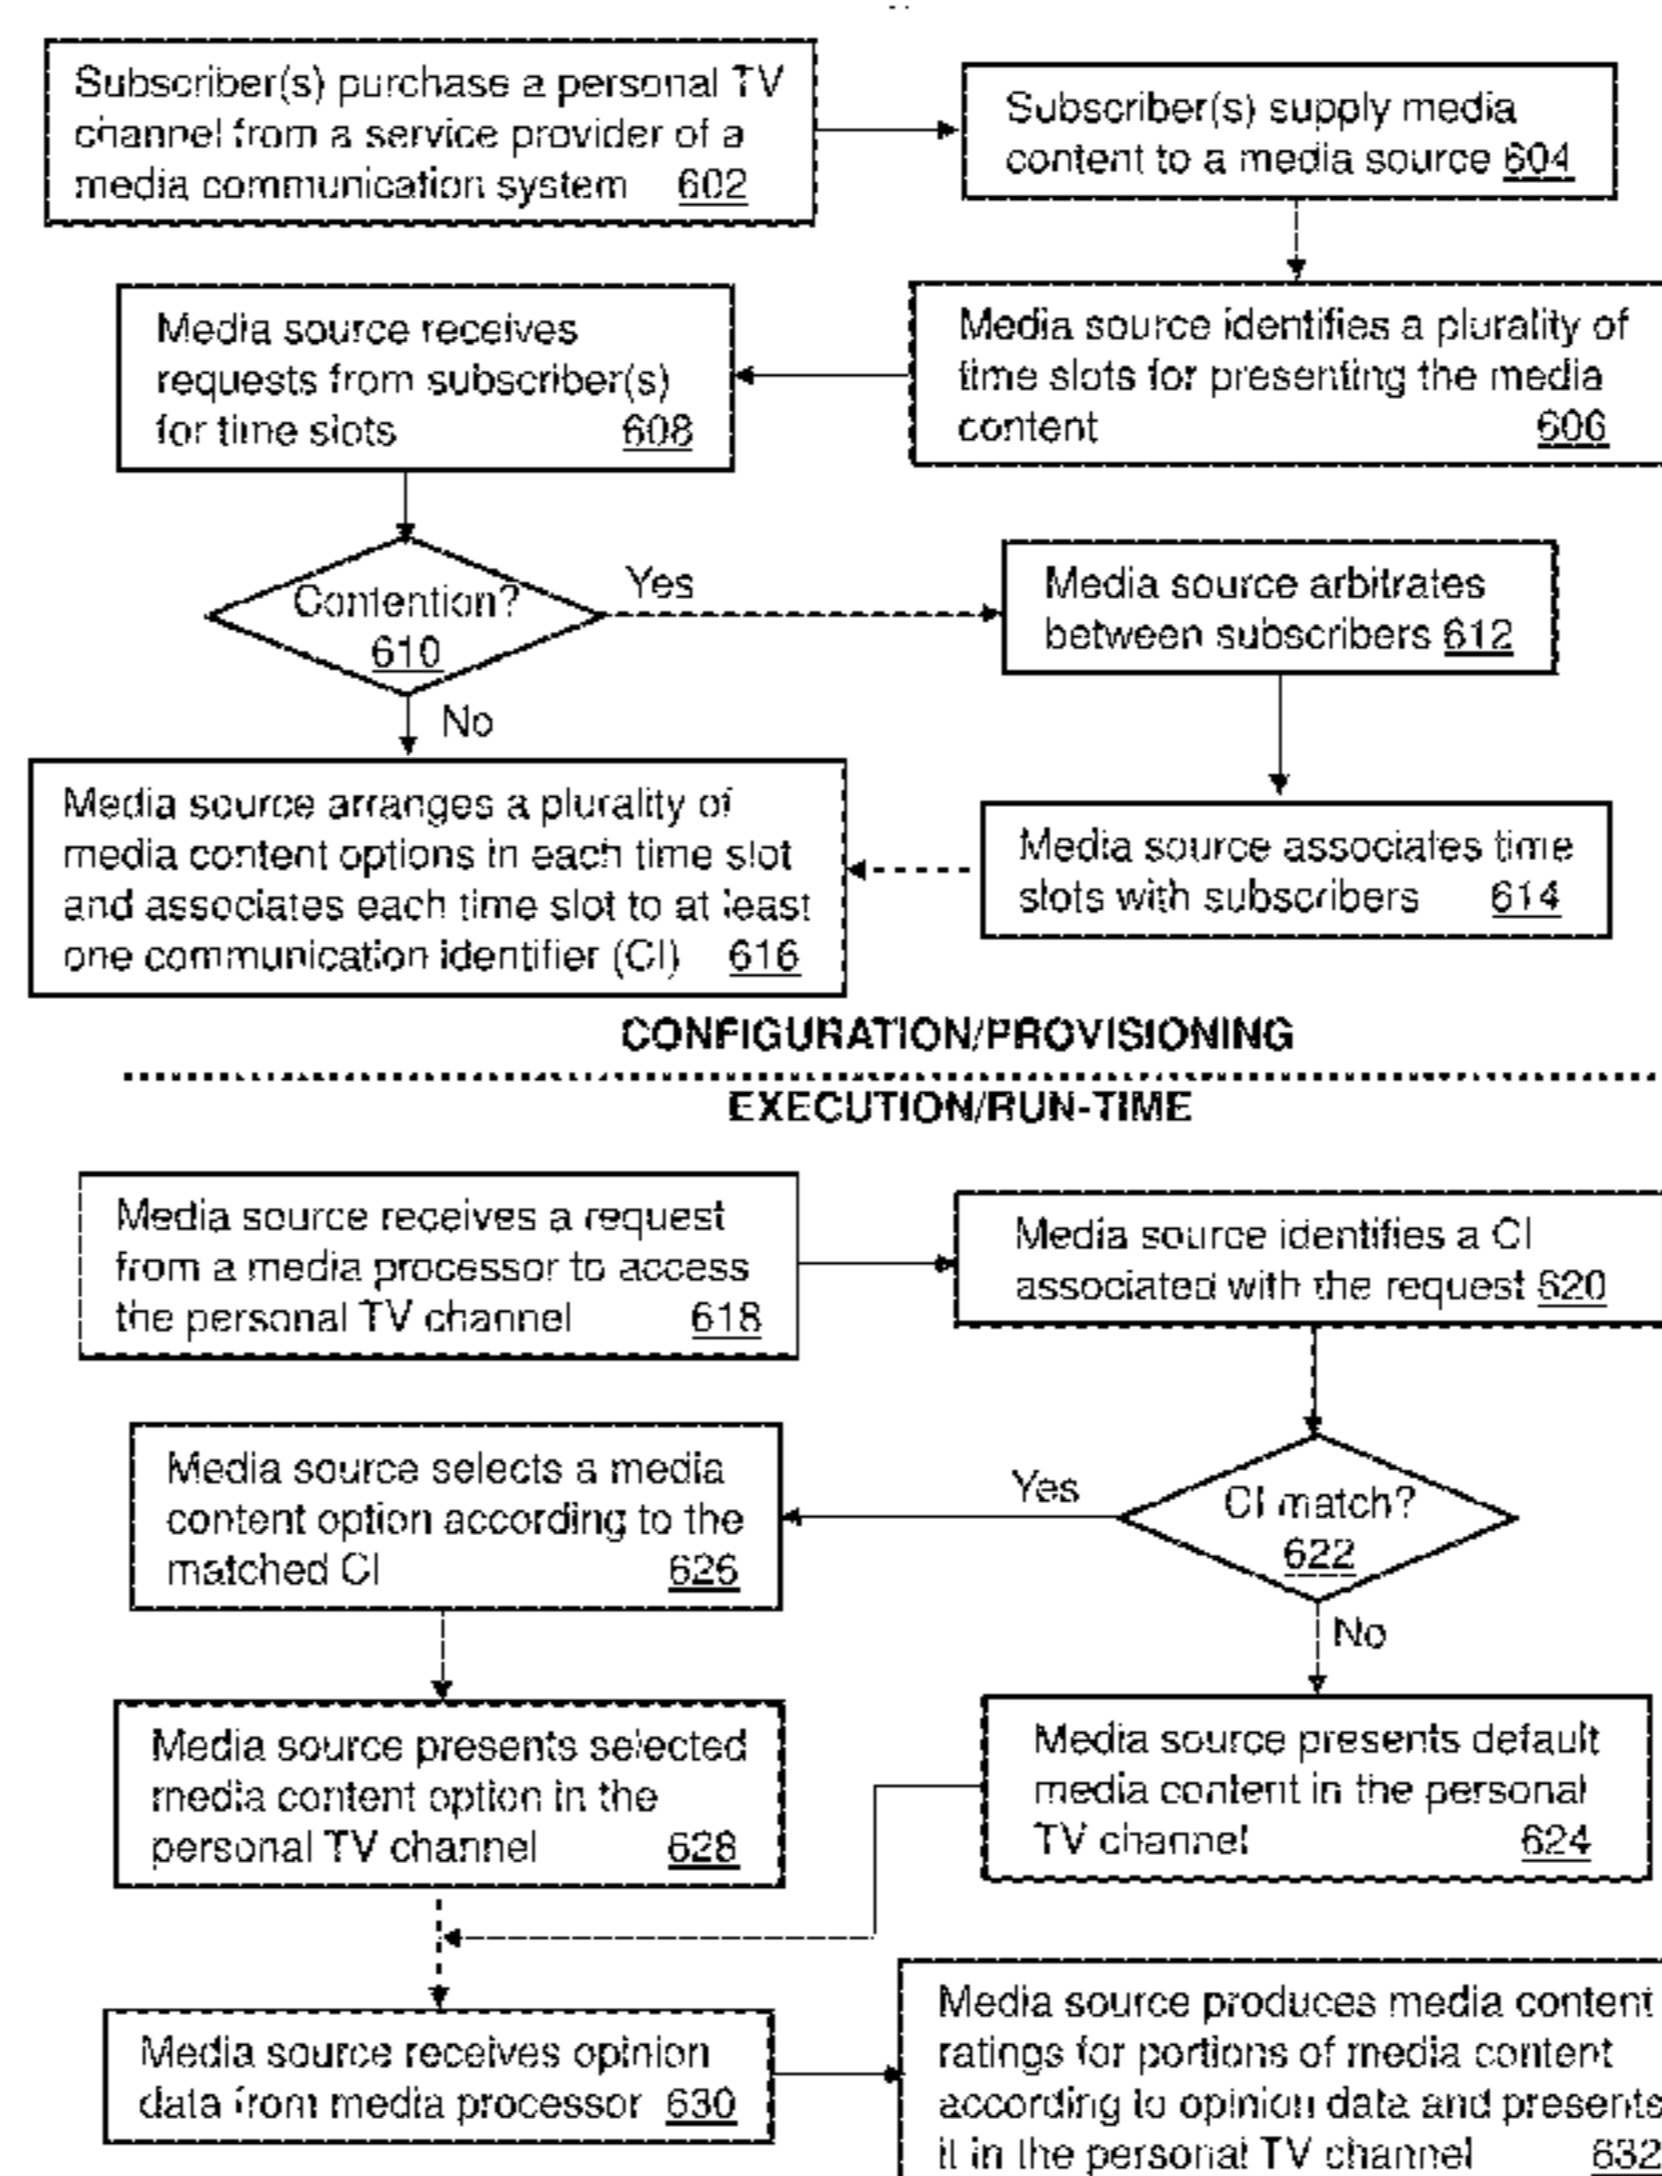 Subscriber(s) purchase a personal TV
channel from a service provider of a
media communication system 602
Subscriber(s) supply media
content to a media source 604
Media source identifies a plurality of
time slots for presenting the media
content 606
Media source receives
requests from subscriber(s)
for time slots 608
Contention?
610
Yes
No
Media source arbitrates
between subscribers 612
Media source associates time
slots with subscribers 614
Media source arranges a plurality of
media content options in each time slot
and associates each time slot to at least
one communication identifier (CI) 616
CONFIGURATION/PROVISIONING
EXECUTION/RUN-TIME
Media source receives a request
from a media processor to access
the personal TV channel 618
Media source identifies a CI
associated with the request 620
CI match?
622
Yes
No
Media source selects a media
content option according to the
matched CI 626
Media source presents selected
media content option in the
personal TV channel 628
Media source presents default
media content in the personal
TV channel 624
Media source receives opinion
data from media processor 630
Media source produces media content
ratings for portions of media content
according to opinion data and presents
it in the personal TV channel 632